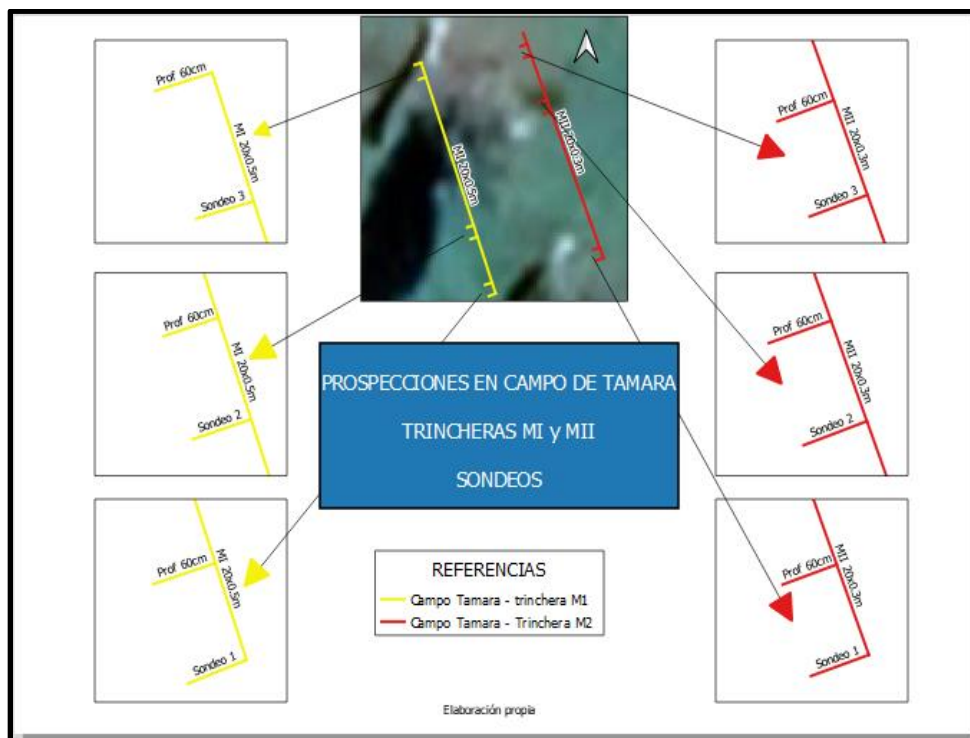 Prof 60cm
MI 20x0.5m
Sondeo 3
MI 20x0.5m
MII 20x0.3m
Prof 60cm
MII 20x0.3m
Sondeo 3
Prof 60cm
MI 20x0.5m
Sondeo 2
Prof 60cm
MII 20x0.3m
Sondeo 2
PROSPECCIONES EN CAMPO DE TAMARA
TRINCHERAS MI y MII
SONDEOS
Prof 60cm
MI 20x0.5m
Sondeo 1
Prof 60cm
MII 20x0.3m
Sondeo 1
REFERENCIAS
Campo Tamara - trinchera M1
Campo Tamara - Trinchera M2
Elaboración propia